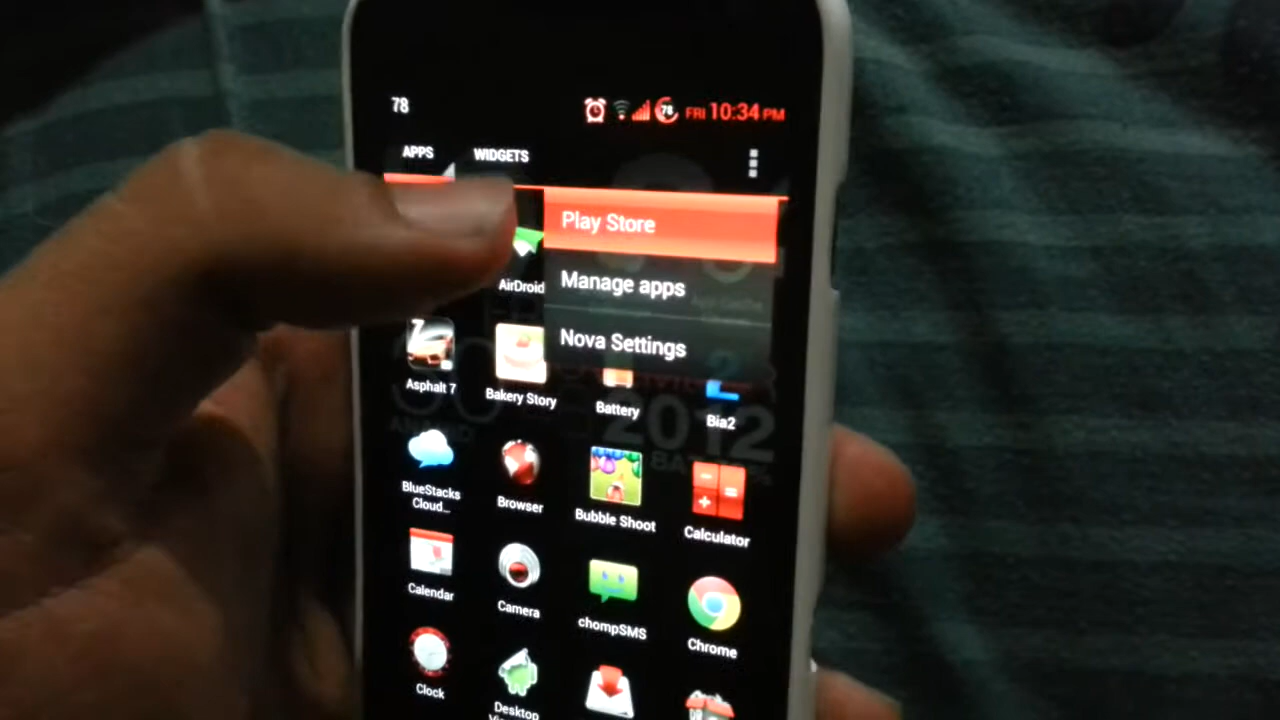 78
78 FRI 10:34 PM
APPS WIDGETS
Play Store
Manage apps
Nova Settings
AirDroid
Asphalt 7
Bakery Story
Battery
Bia2
2012
BlueStacks
Cloud...
Browser
Bubble Shoot
Calculator
Calendar
Camera
chompSMS
Chrome
Clock
Desktop